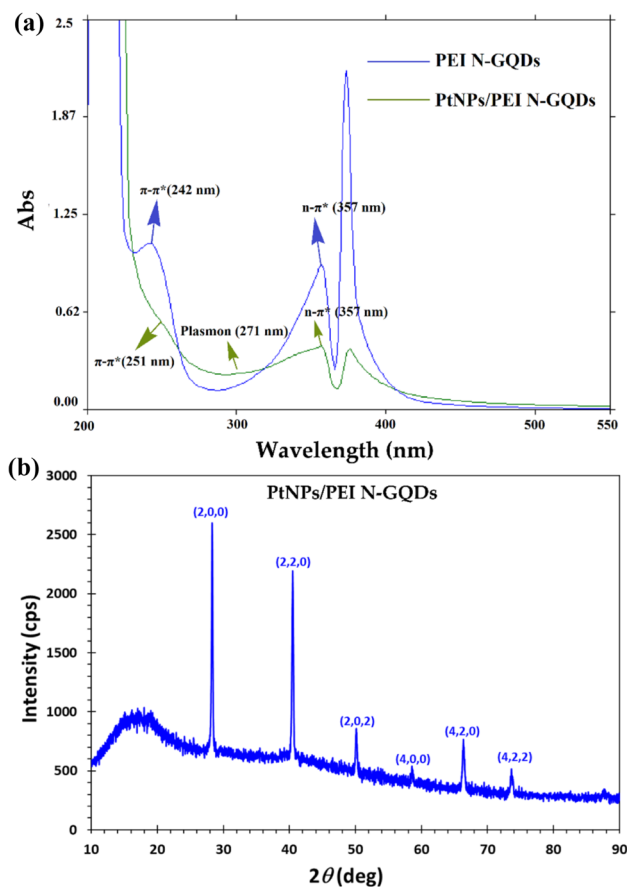 (a)
2.5
1.87
1.25
0.62
0.00
Abs
PEI N-GQDs
PtNPs/PEI N-GQDs
π-π*(242 nm)
n-π* (357 nm)
Plasmon (271 nm)
n-π* (357 nm)
π-π*(251 nm)
200
300
400
500
550
Wavelength (nm)
(b)
PtNPs/PEI N-GQDs
3000
2500
2000
1500
1000
500
0
Intensity (cps)
(2,0,0)
(2,2,0)
(2,0,2)
(4,0,0)
(4,2,0)
(4,2,2)
10
20
30
40
50
60
70
80
90
2θ (deg)